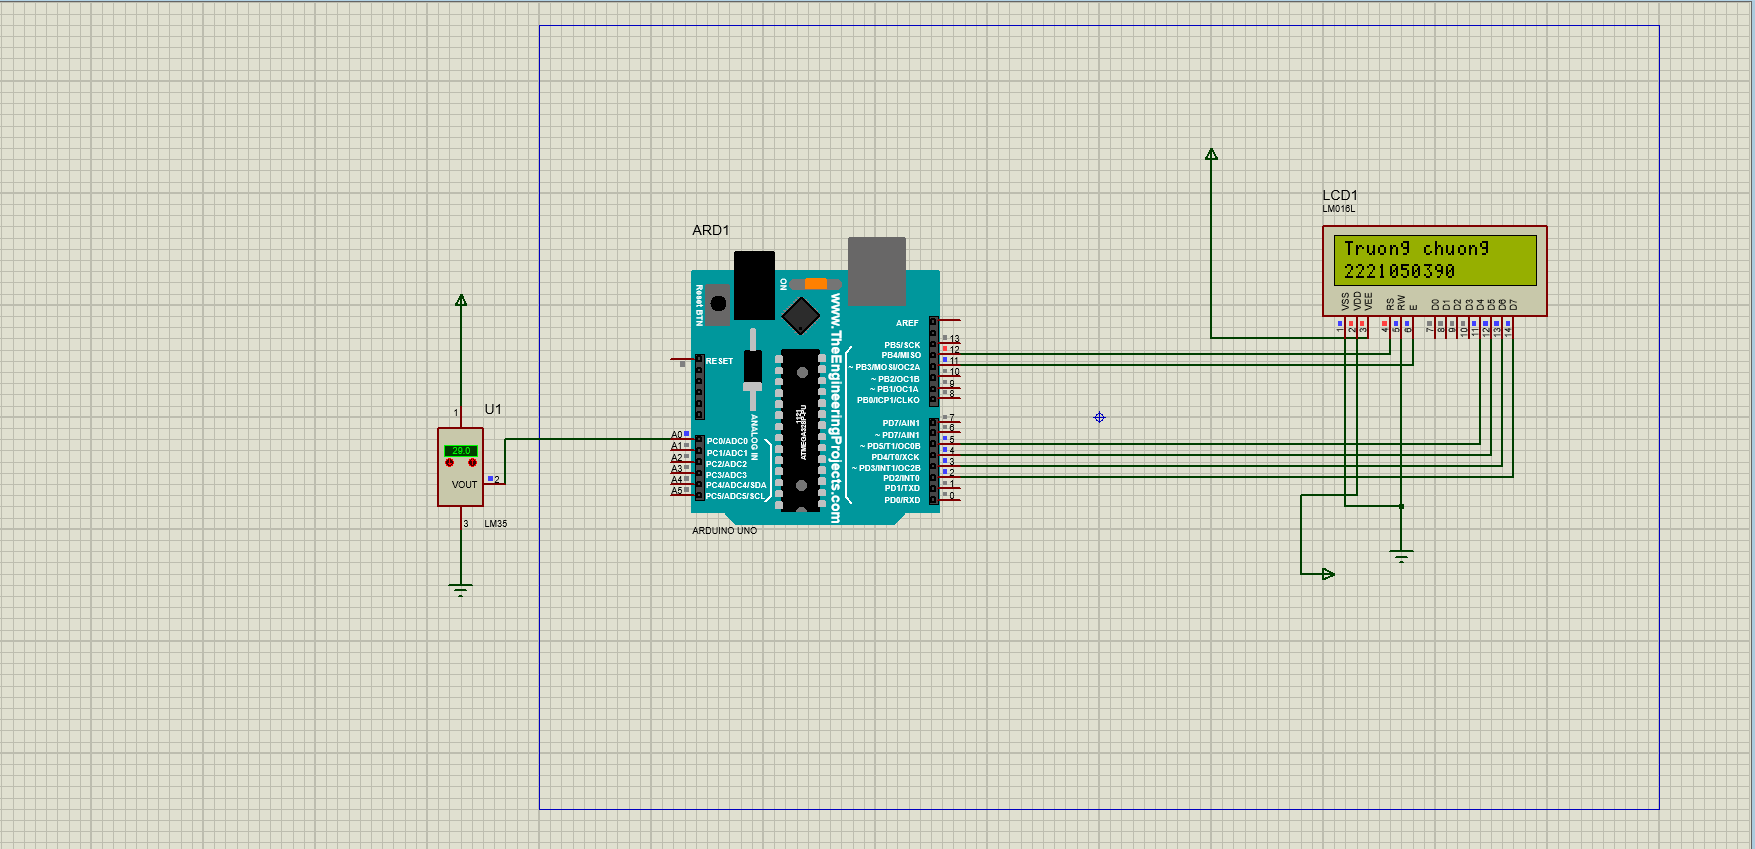 LCD1
LM016L
Truong chuong
2221050390
VSS
VDD
VEE
RS
RW
E
D0
D1
D2
D3
D4
D5
D6
D7
1
2
3
4
5
6
7
8
9
10
11
12
13
14
ARD1
Reset BTN
ON
www.TheEngineeringProjects.com
RESET
AREF
PB5/SCK
13
PB4/MISO
12
~ PB3/MOSI/OC2A
11
~ PB2/OC1B
10
~ PB1/OC1A
9
PB0/ICP1/CLKO
8
ANALOG IN
ATMEGA328P-PU
1121
PD7/AIN1
7
~ PD7/AIN1
6
~ PD5/T1/OC0B
5
PD4/T0/XCK
4
~ PD3/INT1/OC2B
3
PD2/INT0
2
PD1/TXD
1
PD0/RXD
0
A0
PC0/ADC0
A1
PC1/ADC1
A2
PC2/ADC2
A3
PC3/ADC3
A4
PC4/ADC4/SDA
A5
PC5/ADC5/SCL
ARDUINO UNO
U1
1
29.0
VOUT
2
3
LM35